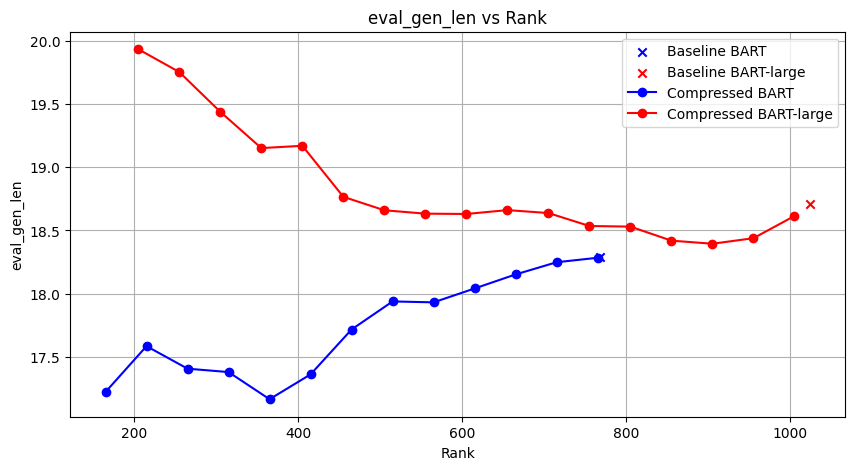 eval_gen_len vs Rank
Baseline BART
Baseline BART-large
Compressed BART
Compressed BART-large
eval_gen_len
20.0
19.5
19.0
18.5
18.0
17.5
200
400
600
800
1000
Rank